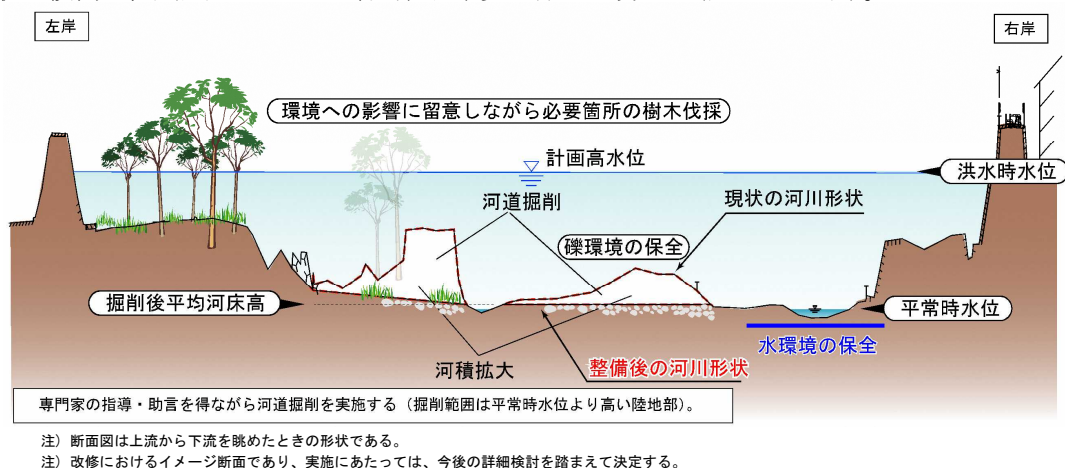 左岸
右岸
環境への影響に留意しながら必要箇所の樹木伐採
計画高水位
洪水時水位
河道掘削
現状の河川形状
礫環境の保全
掘削後平均河床高
平常時水位
水環境の保全
河積拡大
整備後の河川形状
専門家の指導・助言を得ながら河道掘削を実施する（掘削範囲は平常時水位より高い陸地部）。
注）断面図は上流から下流を眺めたときの形状である。
注）改修におけるイメージ断面であり、実施にあたっては、今後の詳細検討を踏まえて決定する。